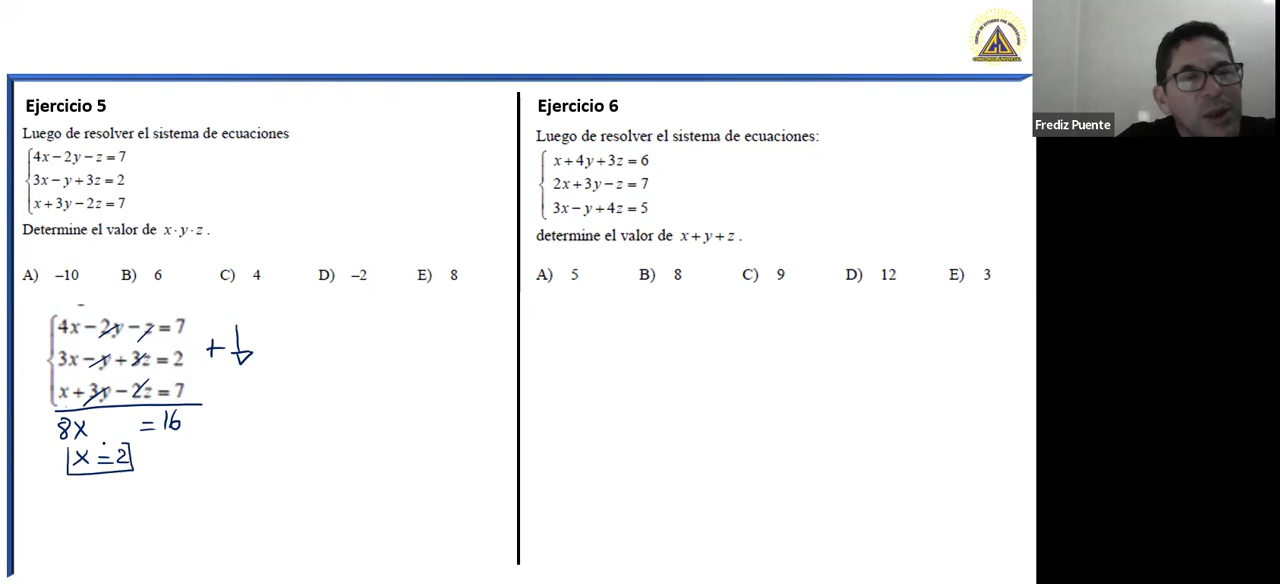 Ejercicio 5
Luego de resolver el sistema de ecuaciones
4x − 2y − z = 7
3x − y + 3z = 2
x + 3y − 2z = 7
Determine el valor de x · y · z .
A) −10 B) 6 C) 4 D) −2 E) 8
4x − 2y − z = 7
3x − y + 3z = 2
x + 3y − 2z = 7
+
8x = 16
x = 2
Ejercicio 6
Luego de resolver el sistema de ecuaciones:
x + 4y + 3z = 6
2x + 3y − z = 7
3x − y + 4z = 5
determine el valor de x + y + z .
A) 5 B) 8 C) 9 D) 12 E) 3
Frediz Puente